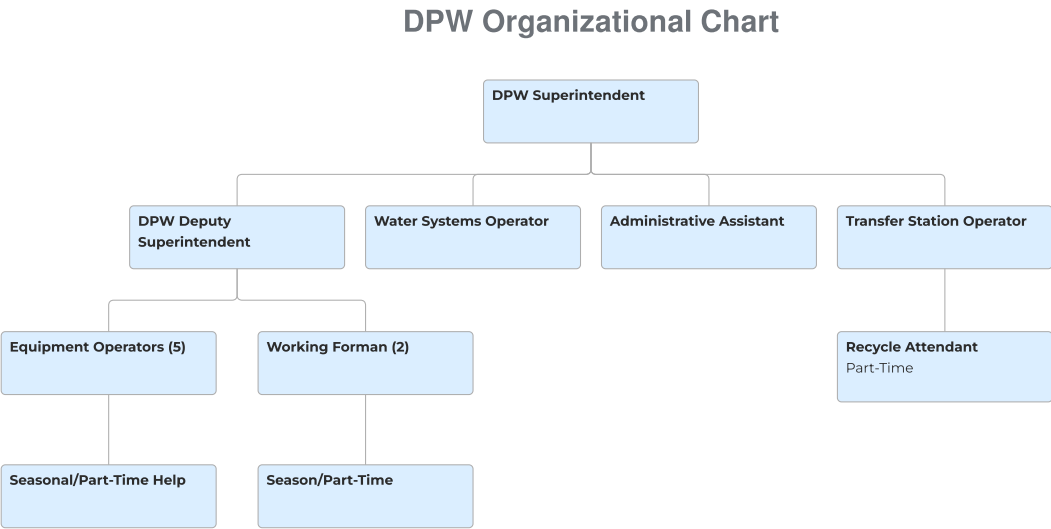 DPW Organizational Chart
DPW Superintendent
DPW Deputy
Superintendent
Water Systems Operator
Administrative Assistant
Transfer Station Operator
Equipment Operators (5)
Working Forman (2)
Recycle Attendant
Part-Time
Seasonal/Part-Time Help
Season/Part-Time